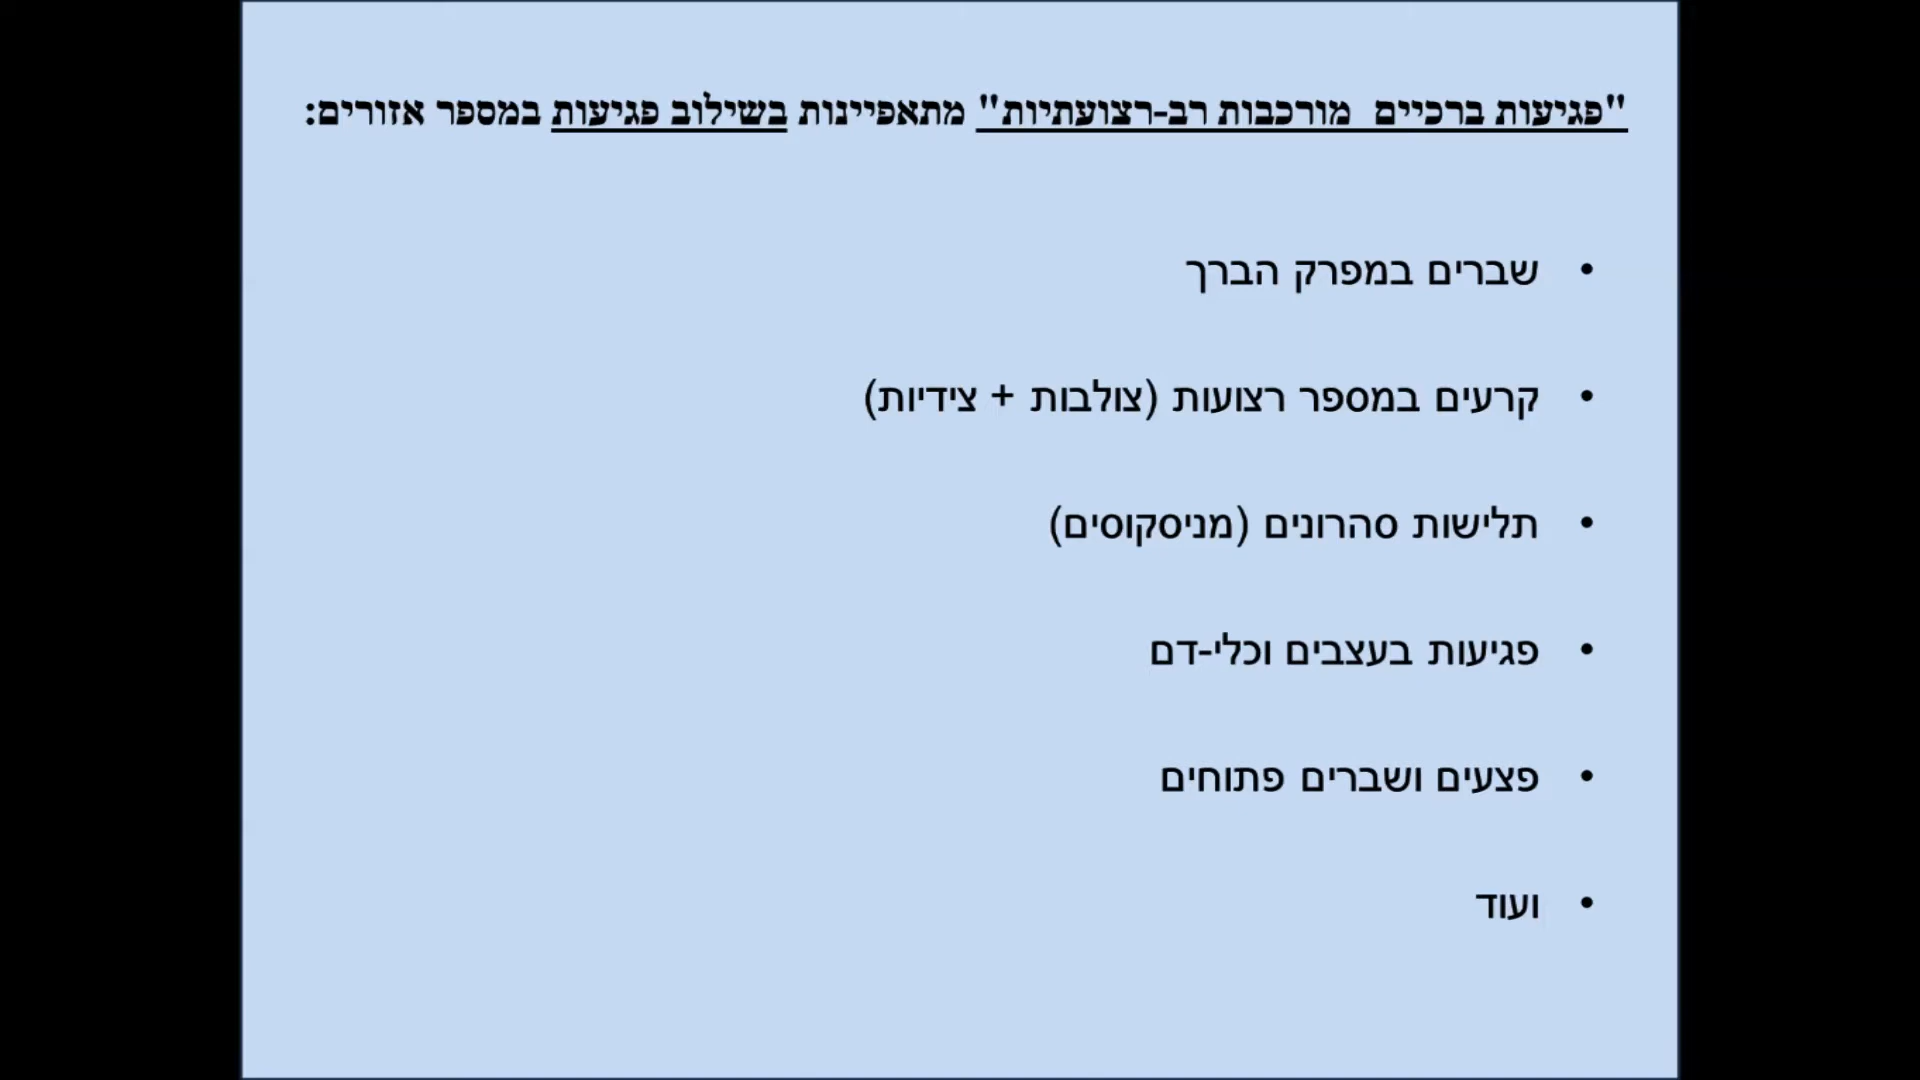 "פגיעות ברכיים  מורכבות רב-רצועתיות" מתאפיינות בשילוב פגיעות במספר אזורים:
• שברים במפרק הברך
• קרעים במספר רצועות (צולבות + צידיות)
• תלישות סהרונים (מניסקוסים)
• פגיעות בעצבים וכלי-דם
• פצעים ושברים פתוחים
• ועוד